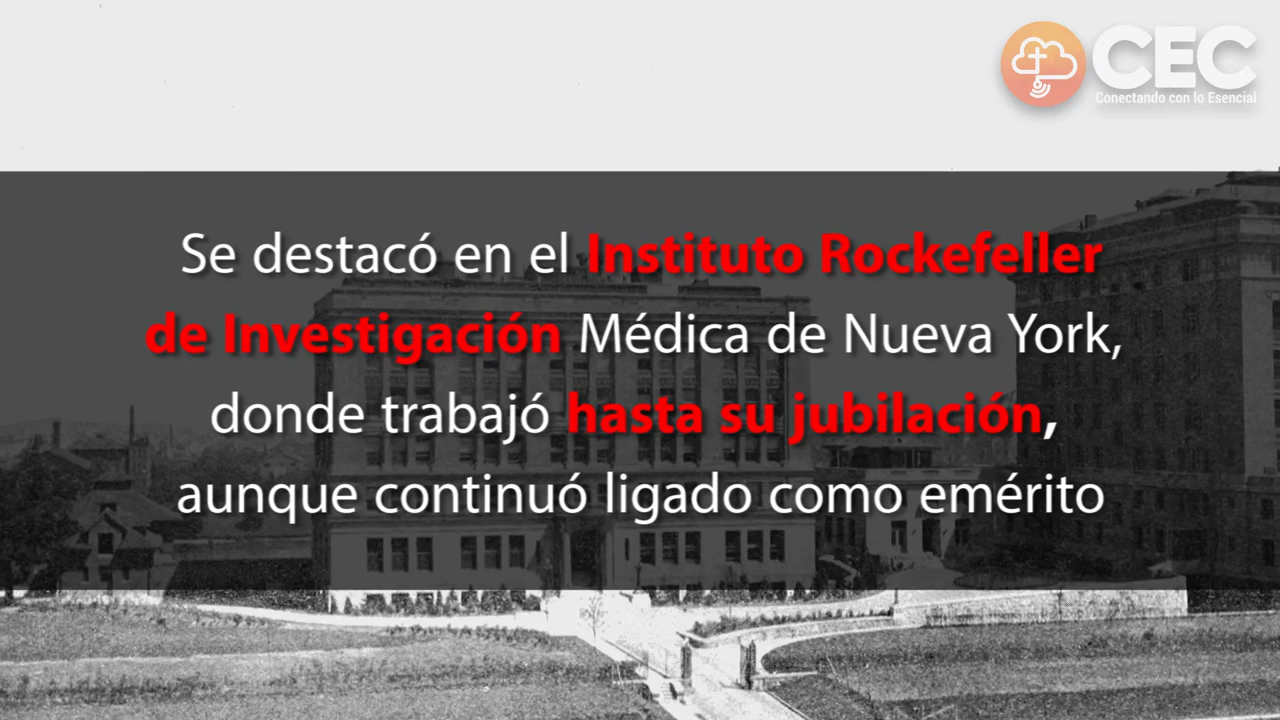 CEC
Conectando con lo Esencial
Se destacó en el Instituto Rockefeller
de Investigación Médica de Nueva York,
donde trabajó hasta su jubilación,
aunque continuó ligado como emérito